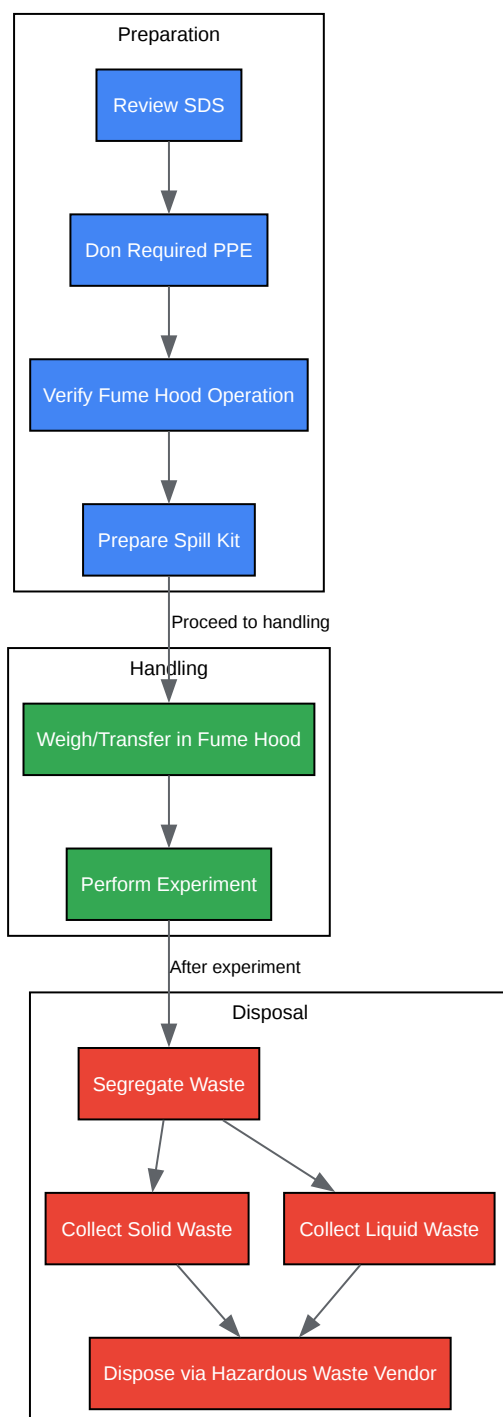 Preparation
Review SDS
Don Required PPE
Verify Fume Hood Operation
Prepare Spill Kit
Proceed to handling
Handling
Weigh/Transfer in Fume Hood
Perform Experiment
After experiment
Disposal
Segregate Waste
Collect Solid Waste
Collect Liquid Waste
Dispose via Hazardous Waste Vendor